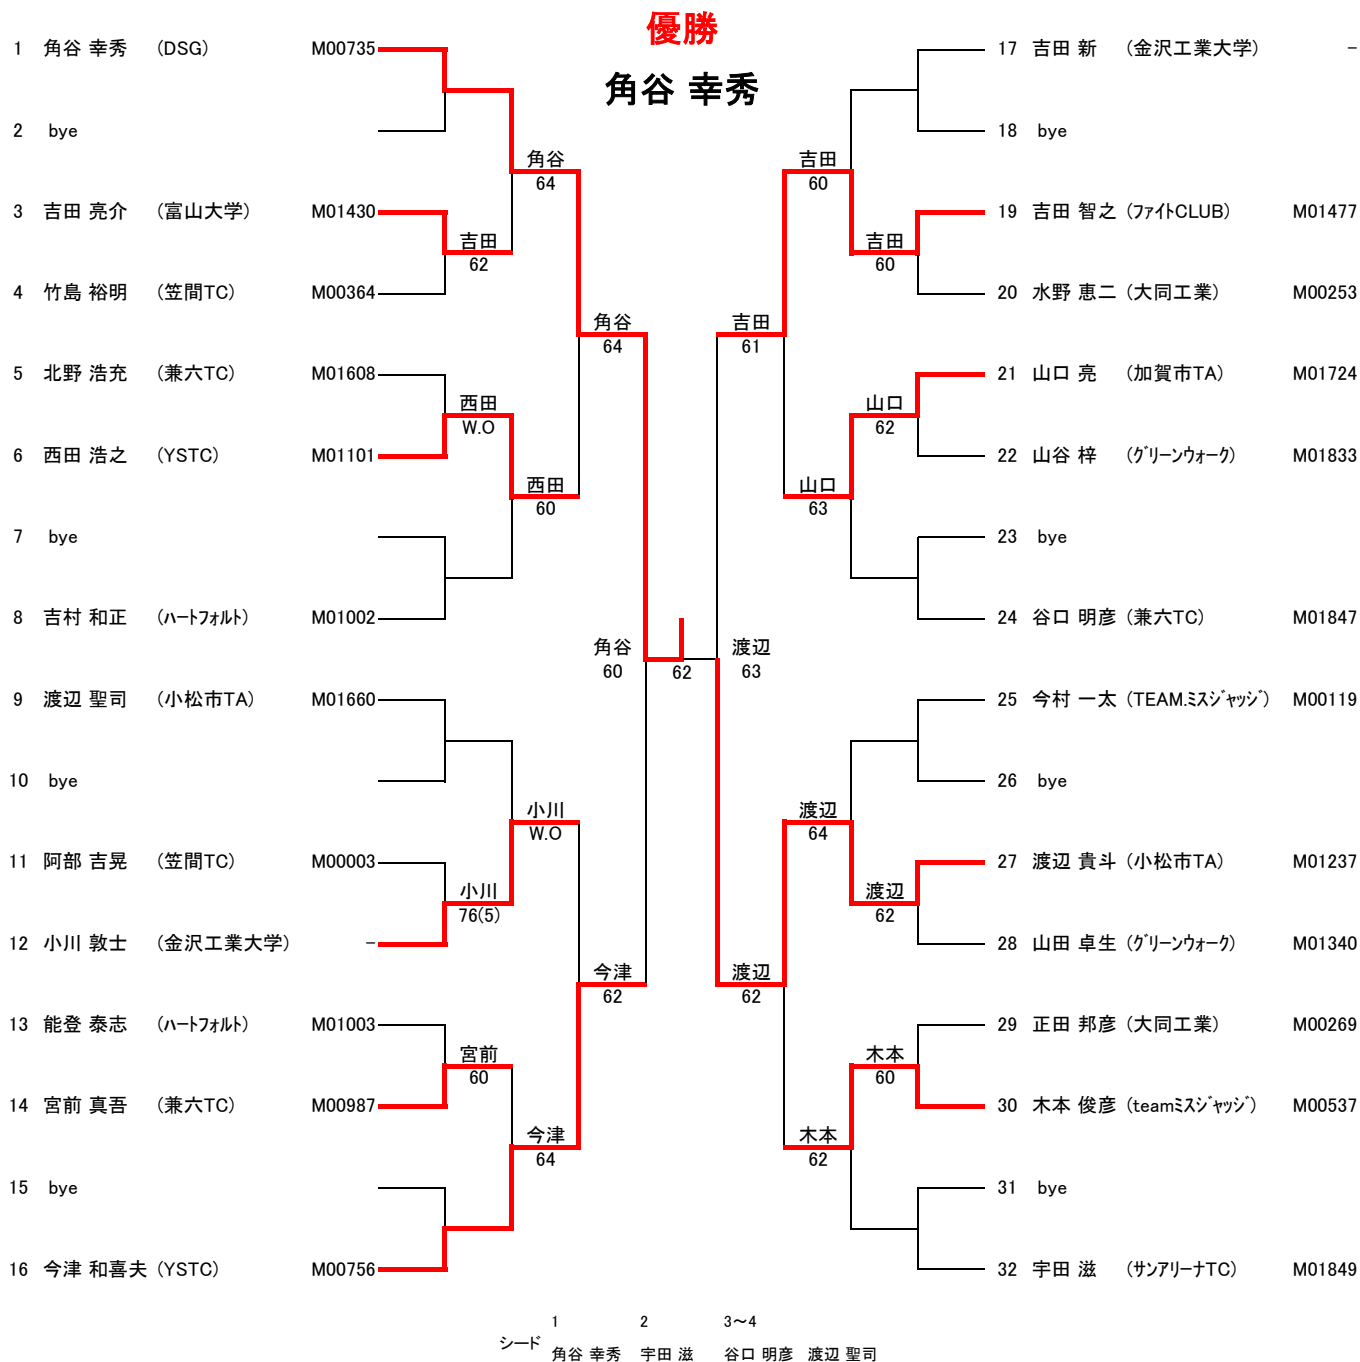 優勝
角谷 幸秀
1 角谷 幸秀 (DSG) M00735
2 bye
3 吉田 亮介 (富山大学) M01430
4 竹島 裕明 (笠間TC) M00364
5 北野 浩充 (兼六TC) M01608
6 西田 浩之 (YSTC) M01101
7 bye
8 吉村 和正 (ﾊｰﾄﾌｫﾙﾄ) M01002
9 渡辺 聖司 (小松市TA) M01660
10 bye
11 阿部 吉晃 (笠間TC) M00003
12 小川 敦士 (金沢工業大学) -
13 能登 泰志 (ﾊｰﾄﾌｫﾙﾄ) M01003
14 宮前 真吾 (兼六TC) M00987
15 bye
16 今津 和喜夫 (YSTC) M00756
吉田
62
西田
W.O
小川
76(5)
宮前
60
角谷
64
西田
60
小川
W.O
今津
64
角谷
64
今津
62
角谷
60
62
渡辺
63
吉田
61
渡辺
62
吉田
60
山口
63
渡辺
64
木本
62
吉田
60
山口
62
渡辺
62
木本
60
17 吉田 新 (金沢工業大学) -
18 bye
19 吉田 智之 (ﾌｧｲﾄCLUB) M01477
20 水野 恵二 (大同工業) M00253
21 山口 亮 (加賀市TA) M01724
22 山谷 梓 (ｸﾞﾘｰﾝｳｫｰｸ) M01833
23 bye
24 谷口 明彦 (兼六TC) M01847
25 今村 一太 (TEAM.ﾐｽｼﾞｬｯｼﾞ) M00119
26 bye
27 渡辺 貴斗 (小松市TA) M01237
28 山田 卓生 (ｸﾞﾘｰﾝｳｫｰｸ) M01340
29 正田 邦彦 (大同工業) M00269
30 木本 俊彦 (teamﾐｽｼﾞｬｯｼﾞ) M00537
31 bye
32 宇田 滋 (ｻﾝｱﾘｰﾅTC) M01849
1 2 3～4
シード 角谷 幸秀 宇田 滋 谷口 明彦 渡辺 聖司